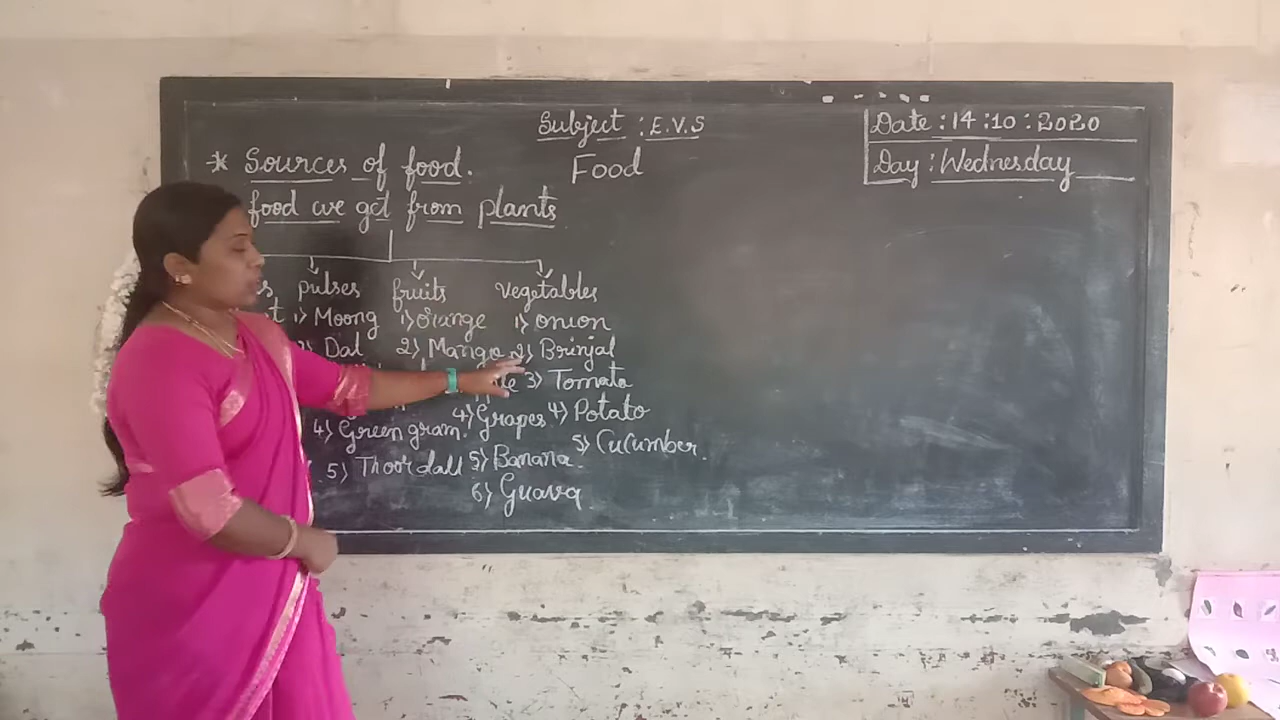 Subject : E.V.S
Date : 14 : 10 : 2020
Day : Wednesday
* Sources of food.
Food
food we get from plants
pulses fruits vegetables
1) Moong 1) Orange 1) Onion
Dal 2) Mango 2) Brinjal
3) Tomato
4) Green gram. 4) Grapes 4) Potato
5) Thoor dall 5) Banana 5) Cucumber.
6) Guava